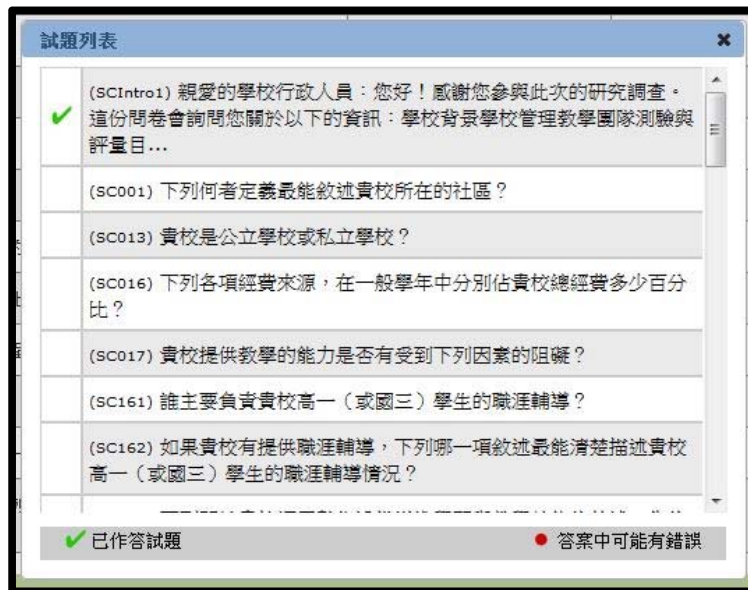 試題列表
(SCIntro1) 親愛的學校行政人員：您好！感謝您參與此次的研究調查。
這份問卷會詢問您關於以下的資訊：學校背景學校管理教學團隊測驗與
評量目...
(SC001) 下列何者定義最能敘述貴校所在的社區？
(SC013) 貴校是公立學校或私立學校？
(SC016) 下列各項經費來源，在一般學年中分別佔貴校總經費多少百分
比？
(SC017) 貴校提供教學的能力是否有受到下列因素的阻礙？
(SC161) 誰主要負責貴校高一（或國三）學生的職涯輔導？
(SC162) 如果貴校有提供職涯輔導，下列哪一項敘述最能清楚描述貴校
高一（或國三）學生的職涯輔導情況？
已作答試題
答案中可能有錯誤